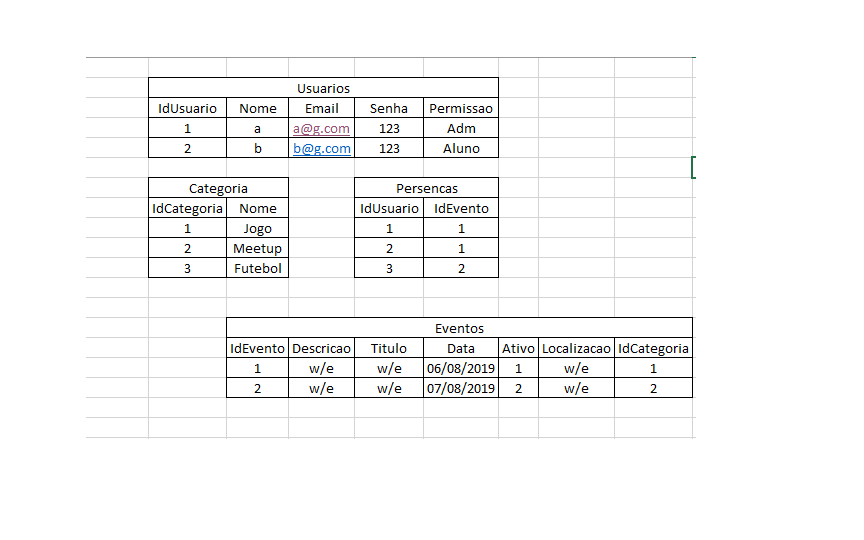 Usuarios
IdUsuario Nome Email Senha Permissao
1 a a@g.com 123 Adm
2 b b@g.com 123 Aluno
Categoria Persencas
IdCategoria Nome IdUsuario IdEvento
1 Jogo 1 1
2 Meetup 2 1
3 Futebol 3 2
Eventos
IdEvento Descricao Titulo Data Ativo Localizacao IdCategoria
1 w/e w/e 06/08/2019 1 w/e 1
2 w/e w/e 07/08/2019 2 w/e 2